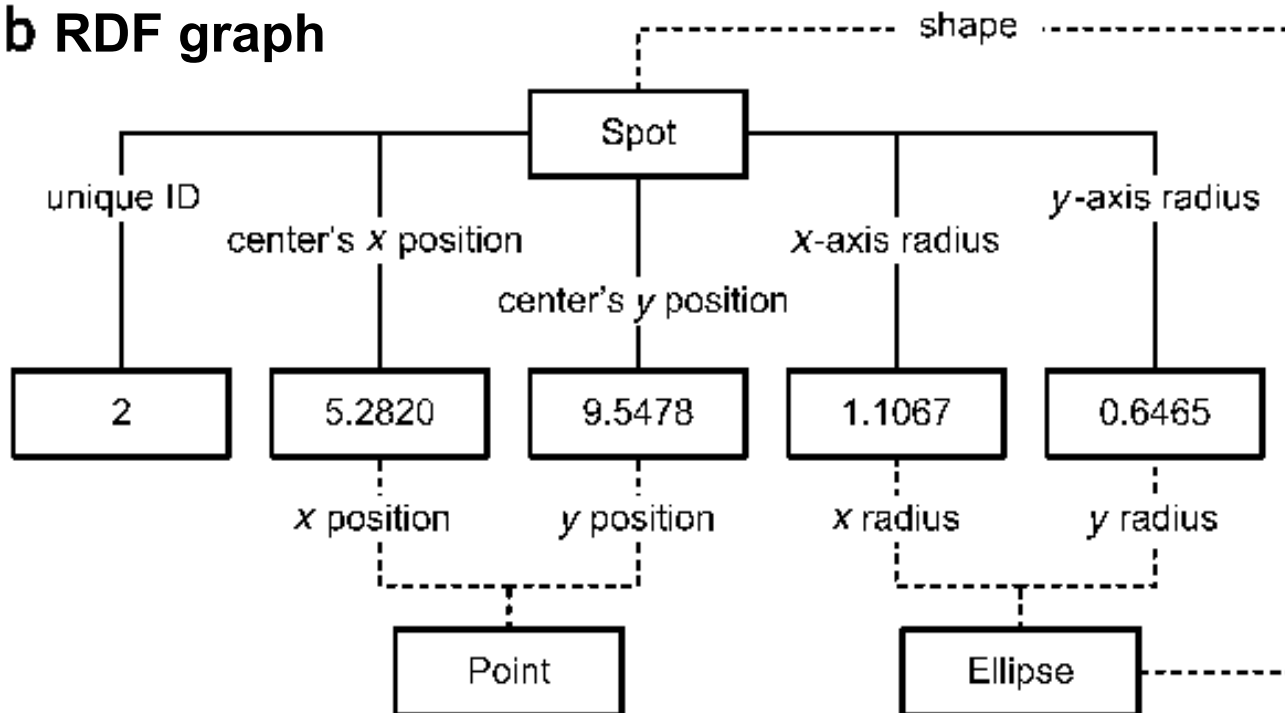 b RDF graph
shape
Spot
unique ID
y-axis radius
center's x position
x-axis radius
center's y position
2
5.2820
9.5478
1.1067
0.6465
x position
y position
x radius
y radius
Point
Ellipse